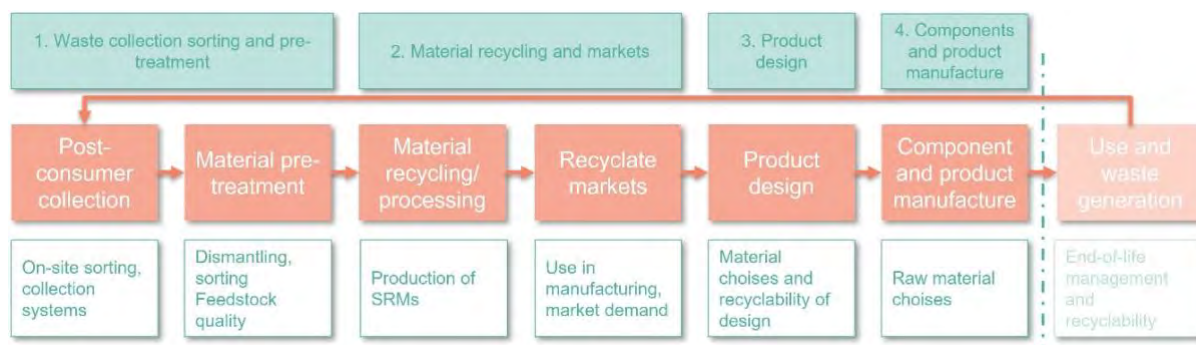 1. Waste collection sorting and pre-
treatment
2. Material recycling and markets
3. Product
design
4. Components
and product
manufacture
Post-
consumer
collection
Material pre-
treatment
Material
recycling/
processing
Recyclate
markets
Product
design
Component
and product
manufacture
Use and
waste
generation
On-site sorting,
collection
systems
Dismantling,
sorting
Feedstock
quality
Production of
SRMs
Use in
manufacturing,
market demand
Material
choises and
recyclability of
design
Raw material
choises
End-of-life
management
and
recyclability